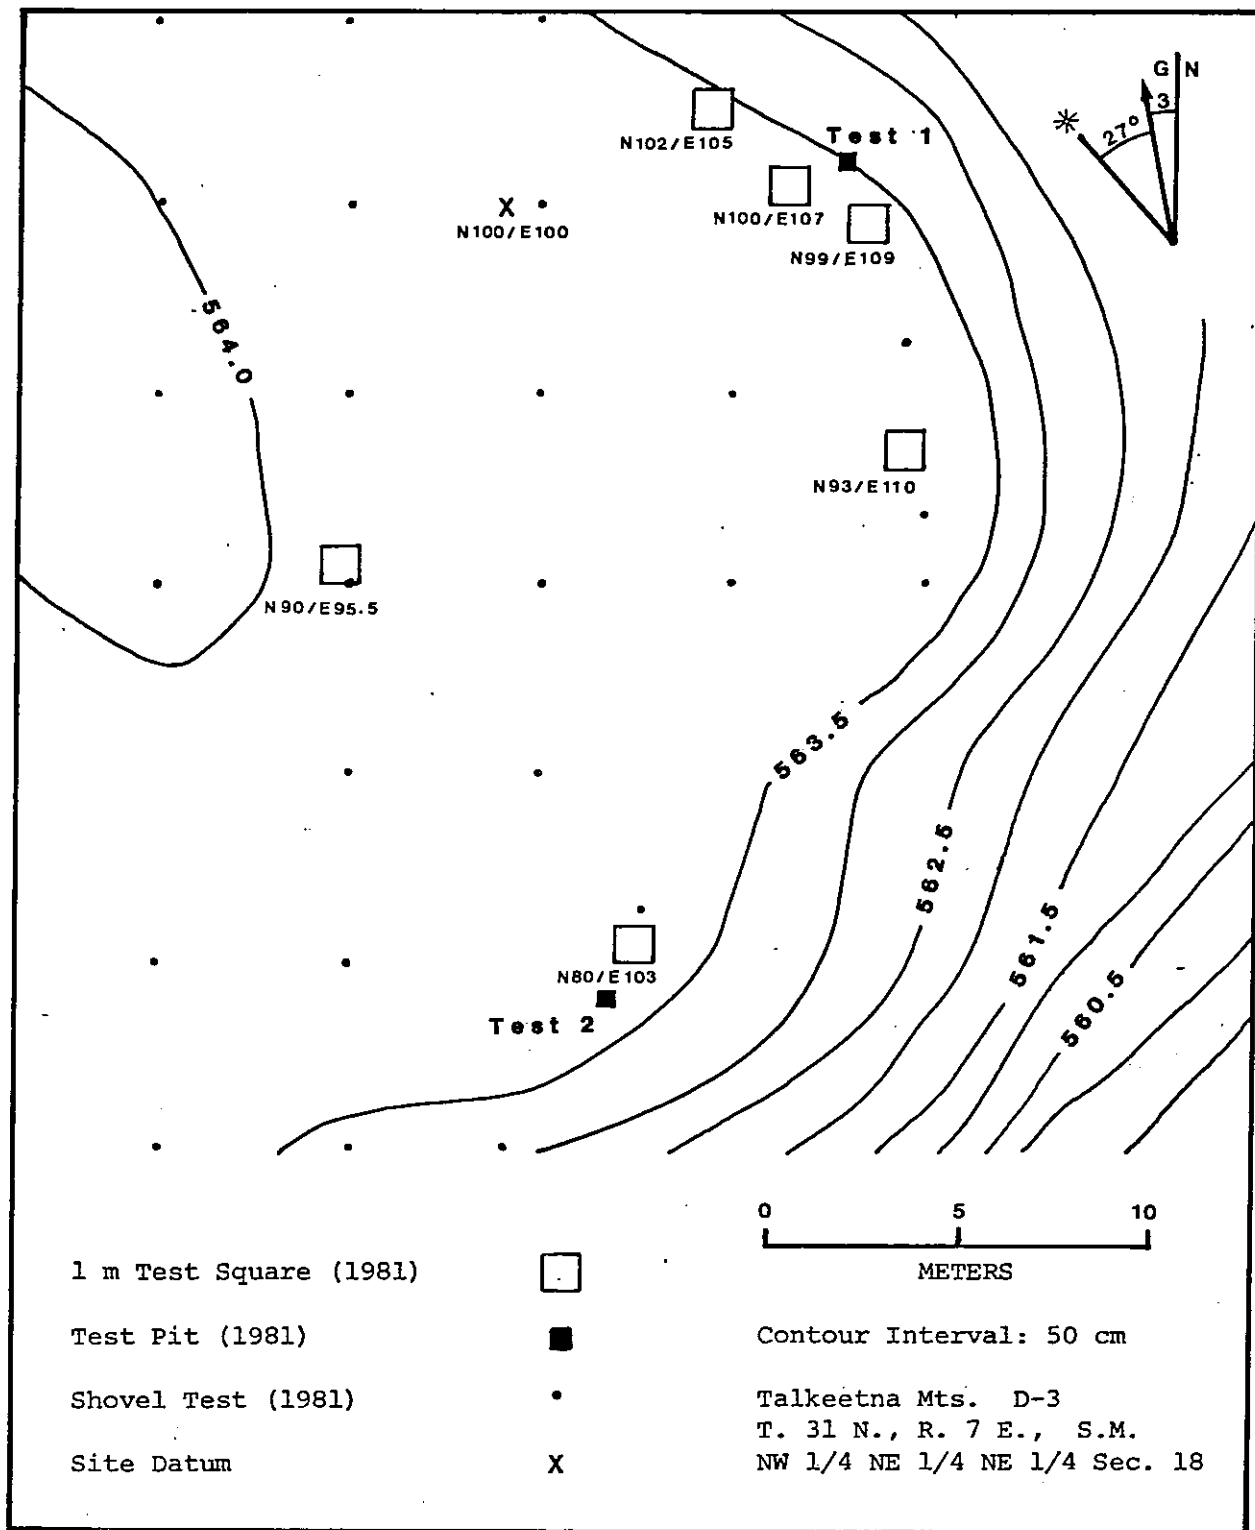 G N
3
27°
N102/E105
Test 1
N100/E107
N100/E100
N99/E109
564.0
N93/E110
N90/E95.5
563.5
562.5
561.5
560.5
N80/E103
Test 2
0 5 10
METERS
1 m Test Square (1981)
Test Pit (1981)
Contour Interval: 50 cm
Shovel Test (1981)
Talkeetna Mts. D-3
T. 31 N., R. 7 E., S.M.
Site Datum X
NW 1/4 NE 1/4 NE 1/4 Sec. 18